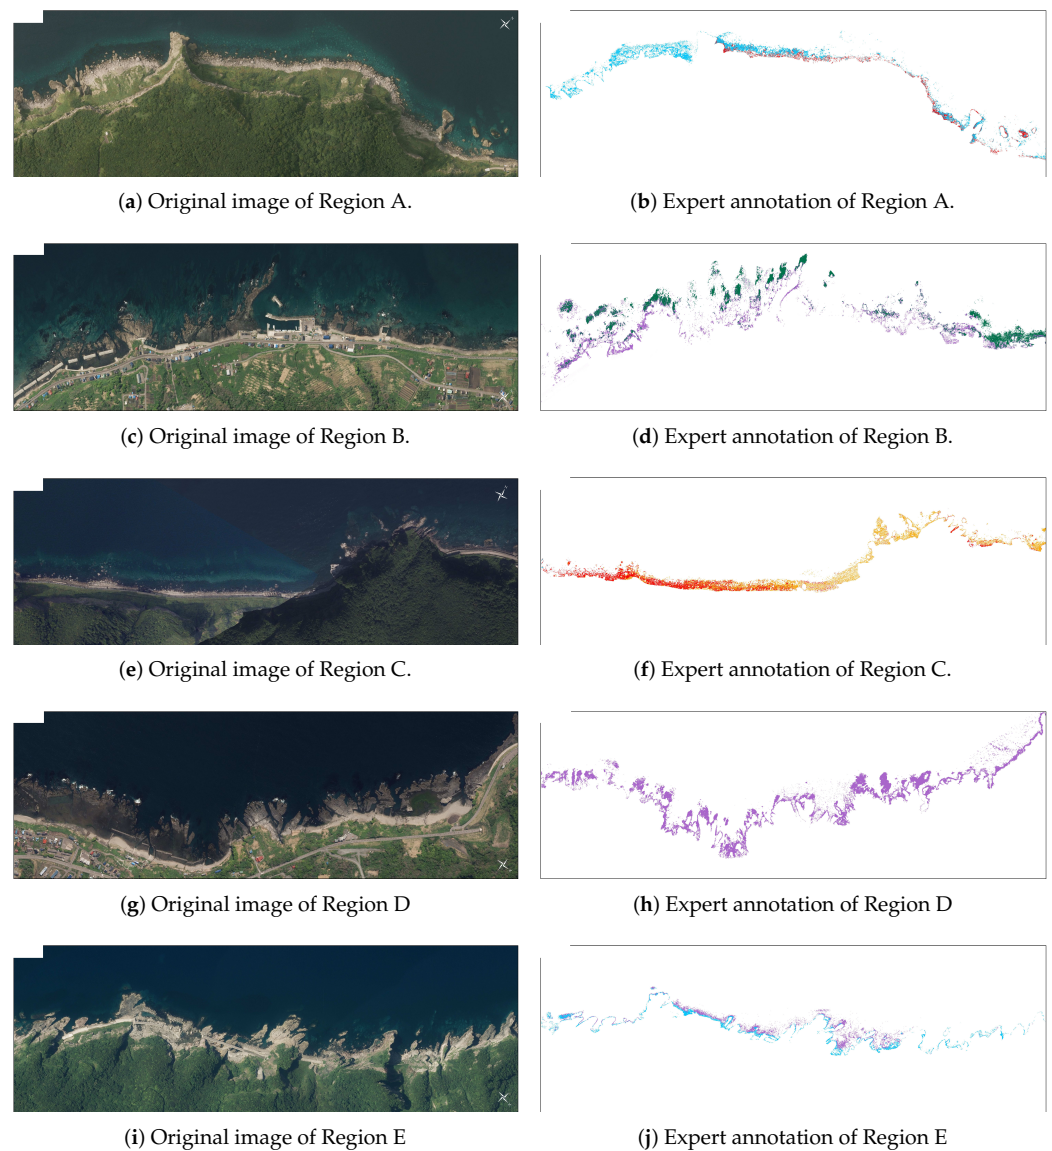 (a) Original image of Region A.
(b) Expert annotation of Region A.
(c) Original image of Region B.
(d) Expert annotation of Region B.
(e) Original image of Region C.
(f) Expert annotation of Region C.
(g) Original image of Region D
(h) Expert annotation of Region D
(i) Original image of Region E
(j) Expert annotation of Region E